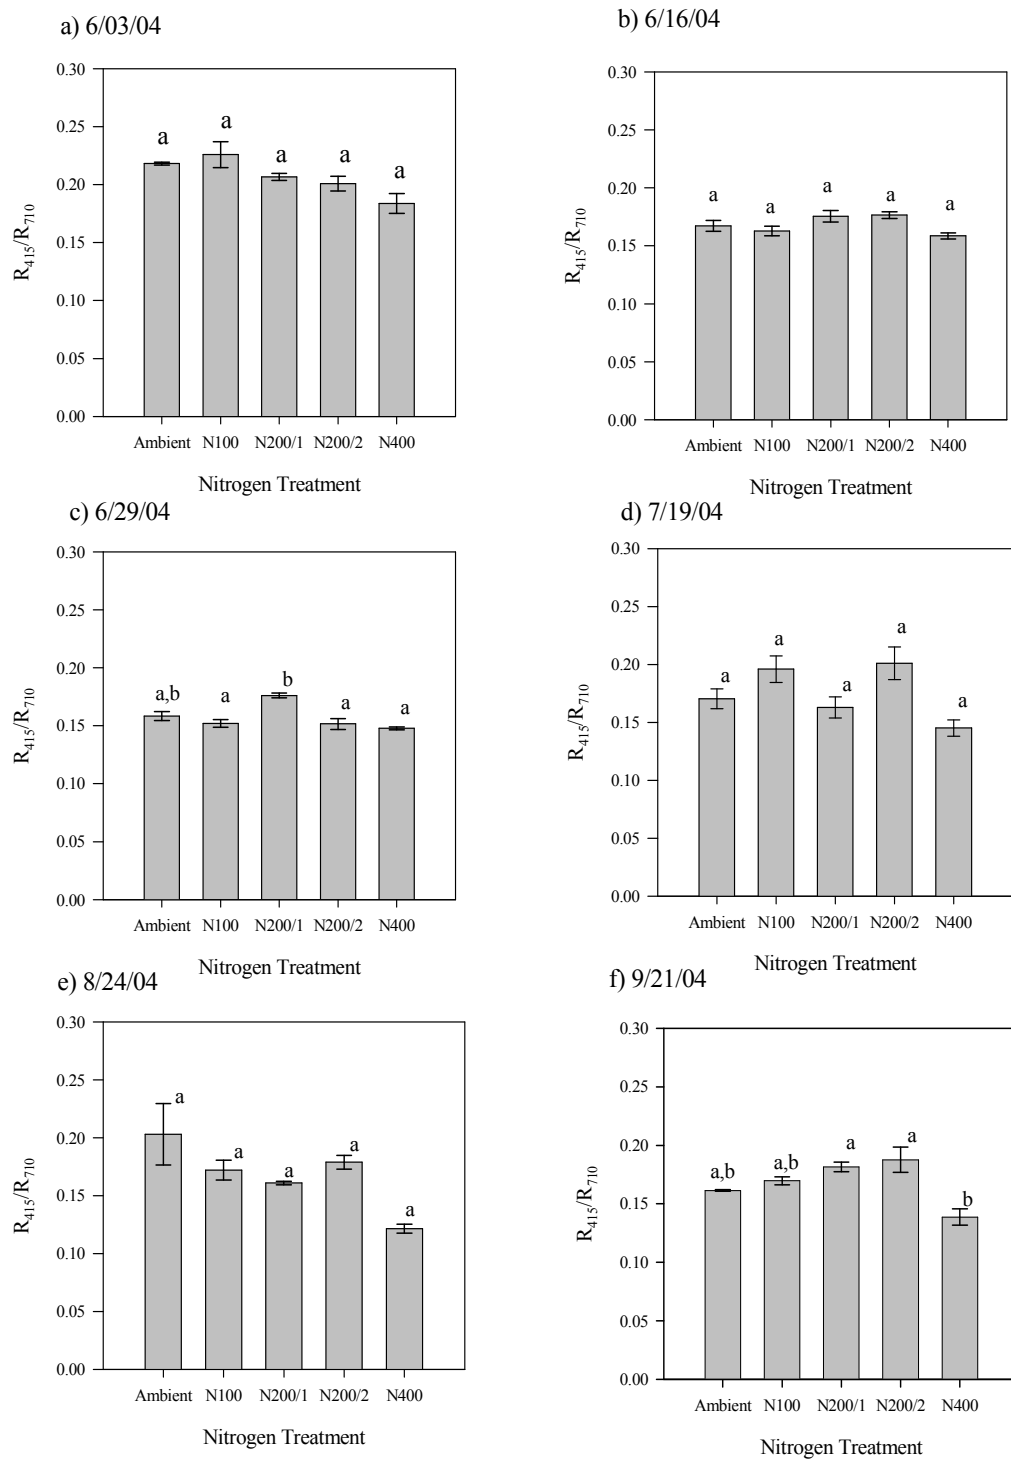 a) 6/03/04
0.30
0.25
0.20
0.15
0.10
0.05
0.00
R415/R710
a a a a a
Ambient N100 N200/1 N200/2 N400
Nitrogen Treatment
b) 6/16/04
0.30
0.25
0.20
0.15
0.10
0.05
0.00
R415/R710
a a a a a
Ambient N100 N200/1 N200/2 N400
Nitrogen Treatment
c) 6/29/04
0.30
0.25
0.20
0.15
0.10
0.05
0.00
R415/R710
a,b a b a a
Ambient N100 N200/1 N200/2 N400
Nitrogen Treatment
d) 7/19/04
0.30
0.25
0.20
0.15
0.10
0.05
0.00
R415/R710
a a a a a
Ambient N100 N200/1 N200/2 N400
Nitrogen Treatment
e) 8/24/04
0.30
0.25
0.20
0.15
0.10
0.05
0.00
R415/R710
a a a a a
Ambient N100 N200/1 N200/2 N400
Nitrogen Treatment
f) 9/21/04
0.30
0.25
0.20
0.15
0.10
0.05
0.00
R415/R710
a,b a,b a a b
Ambient N100 N200/1 N200/2 N400
Nitrogen Treatment